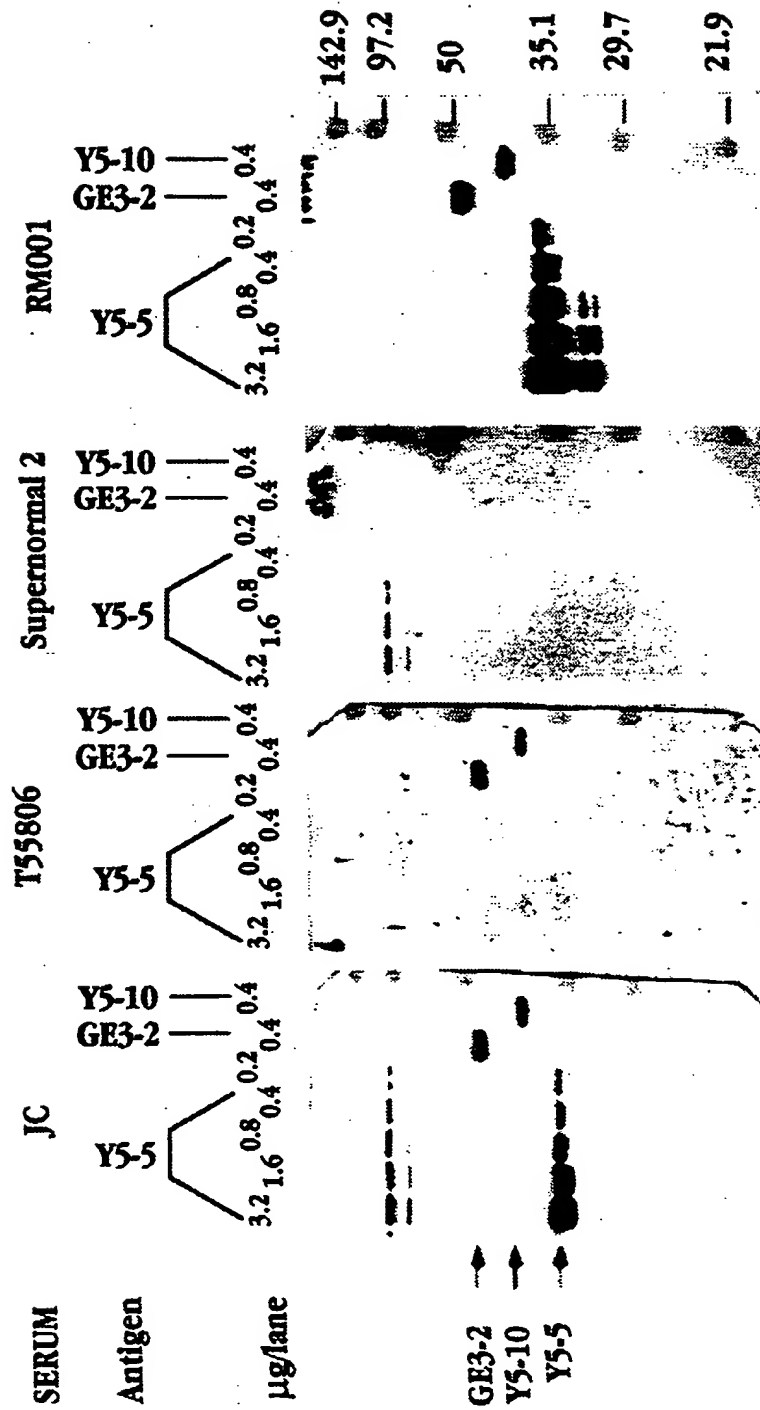 SERUM JC T55806 Supernormal 2 RM001
Antigen Y5-5 GE3-2 Y5-10 Y5-5 GE3-2 Y5-10 Y5-5 GE3-2 Y5-10 Y5-5 GE3-2 Y5-10
µg/lane 3.2 1.6 0.8 0.4 0.2 0.4 0.4 3.2 1.6 0.8 0.4 0.2 0.4 0.4 3.2 1.6 0.8 0.4 0.2 0.4 0.4 3.2 1.6 0.8 0.4 0.2 0.4 0.4
142.9
97.2
GE3-2 50
Y5-10
Y5-5 35.1
29.7
21.9